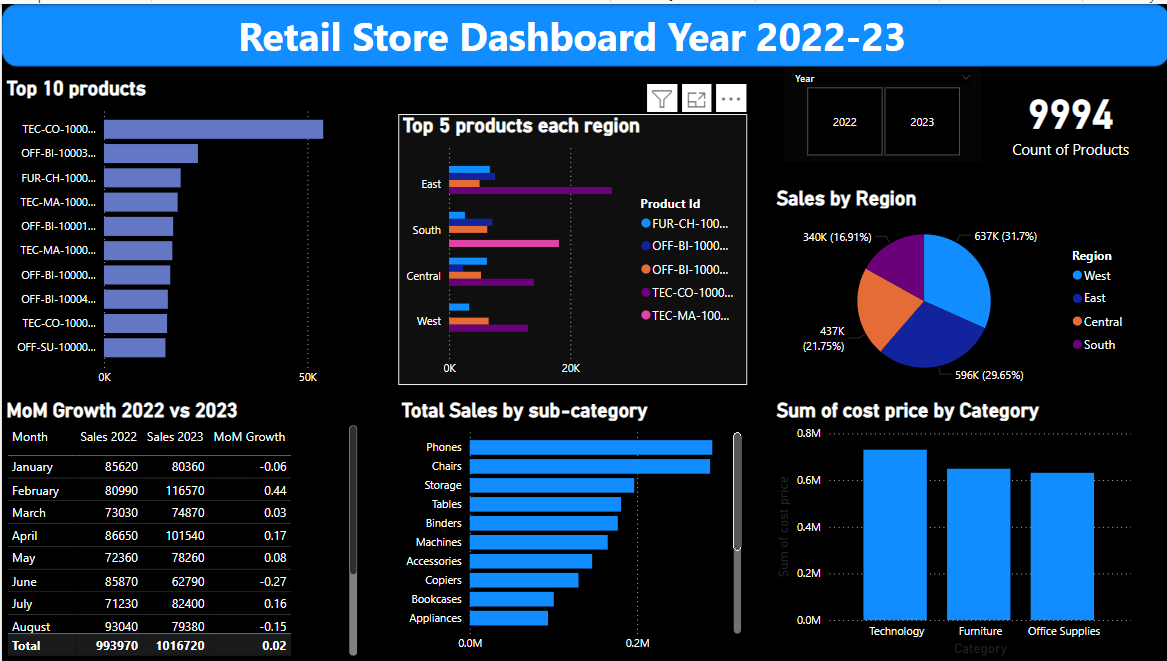 Retail Store Dashboard Year 2022-23
Top 10 products
TEC-CO-1000...
OFF-BI-10003...
FUR-CH-1000...
TEC-MA-1000...
OFF-BI-10001...
TEC-MA-1000...
OFF-BI-10000...
OFF-BI-10004...
TEC-CO-1000...
OFF-SU-10000...
0K 50K
Top 5 products each region
East
South
Central
West
0K 20K
Product Id
FUR-CH-100...
OFF-BI-1000...
OFF-BI-1000...
TEC-CO-1000...
TEC-MA-100...
Year
2022 2023
9994
Count of Products
Sales by Region
340K (16.91%)
637K (31.7%)
437K
(21.75%)
596K (29.65%)
Region
West
East
Central
South
MoM Growth 2022 vs 2023
Month Sales 2022 Sales 2023 MoM Growth
January 85620 80360 -0.06
February 80990 116570 0.44
March 73030 74870 0.03
April 86650 101540 0.17
May 72360 78260 0.08
June 85870 62790 -0.27
July 71230 82400 0.16
August 93040 79380 -0.15
Total 993970 1016720 0.02
Total Sales by sub-category
Phones
Chairs
Storage
Tables
Binders
Machines
Accessories
Copiers
Bookcases
Appliances
0.0M 0.2M
Sum of cost price by Category
Sum of cost price
0.8M
0.6M
0.4M
0.2M
0.0M
Technology Furniture Office Supplies
Category